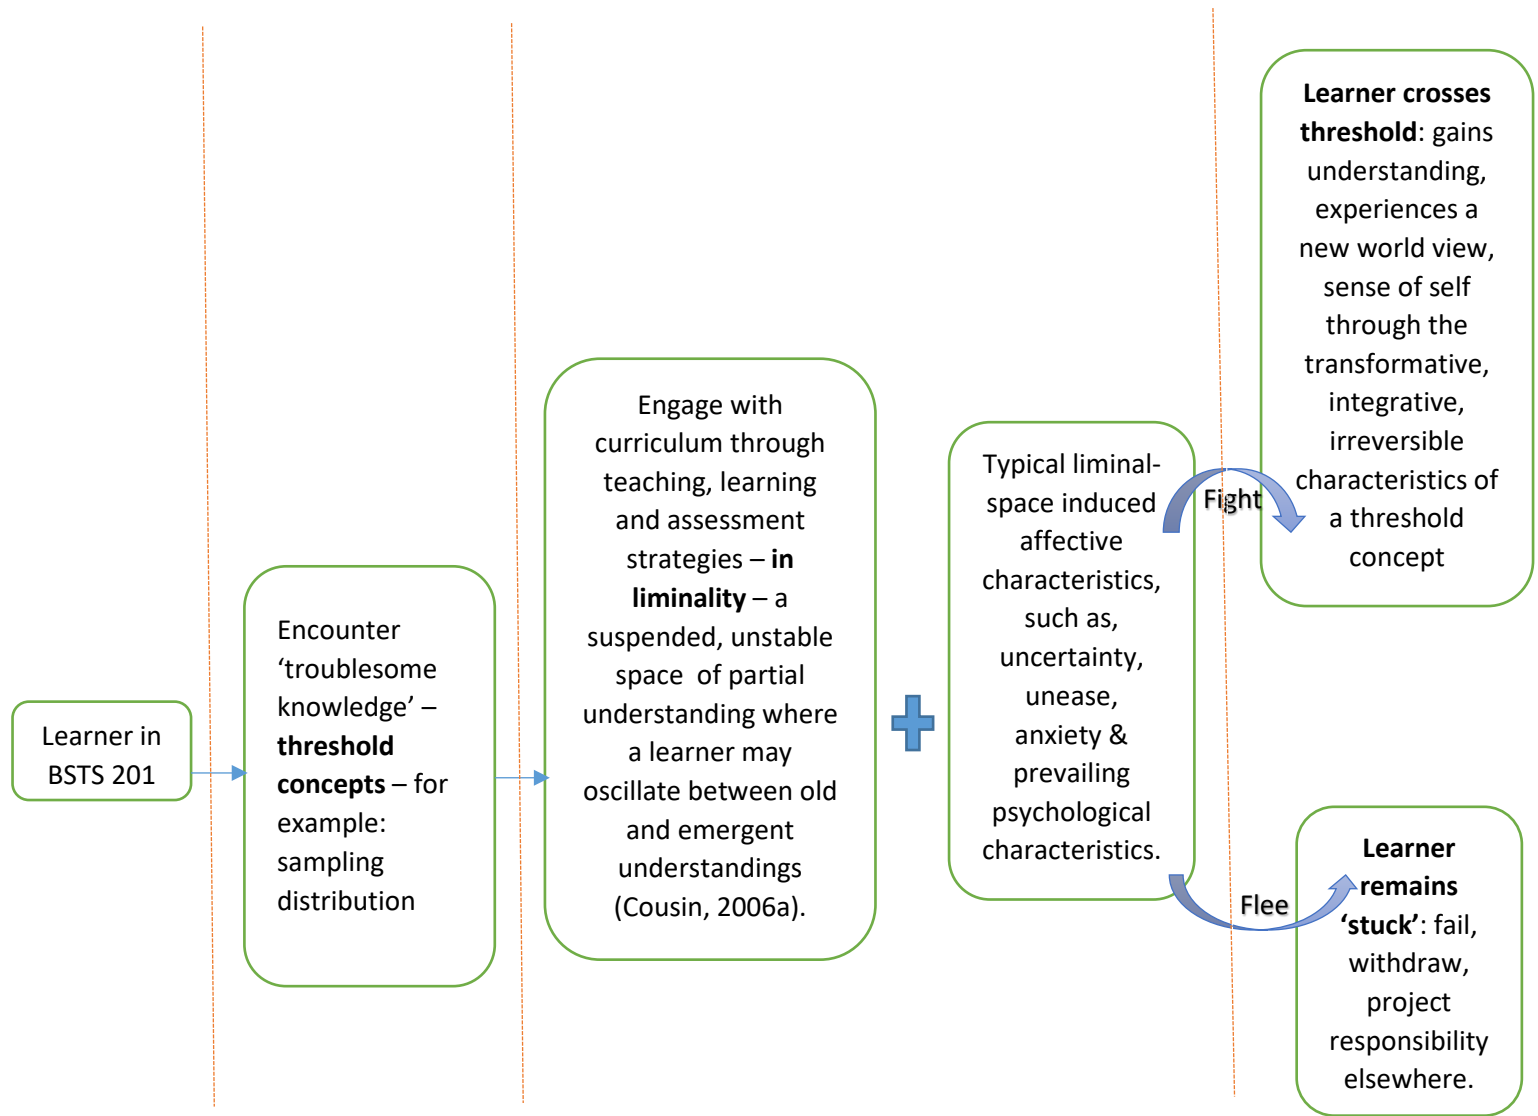 Learner in
BSTS 201
Encounter
‘troublesome
knowledge’ –
threshold
concepts – for
example:
sampling
distribution
Engage with
curriculum through
teaching, learning
and assessment
strategies – in
liminality – a
suspended, unstable
space of partial
understanding where
a learner may
oscillate between old
and emergent
understandings
(Cousin, 2006a).
Typical liminal-
space induced
affective
characteristics,
such as,
uncertainty,
unease,
anxiety &
prevailing
psychological
characteristics.
Fight
Learner crosses
threshold: gains
understanding,
experiences a
new world view,
sense of self
through the
transformative,
integrative,
irreversible
characteristics of
a threshold
concept
Flee
Learner
remains
‘stuck’: fail,
withdraw,
project
responsibility
elsewhere.